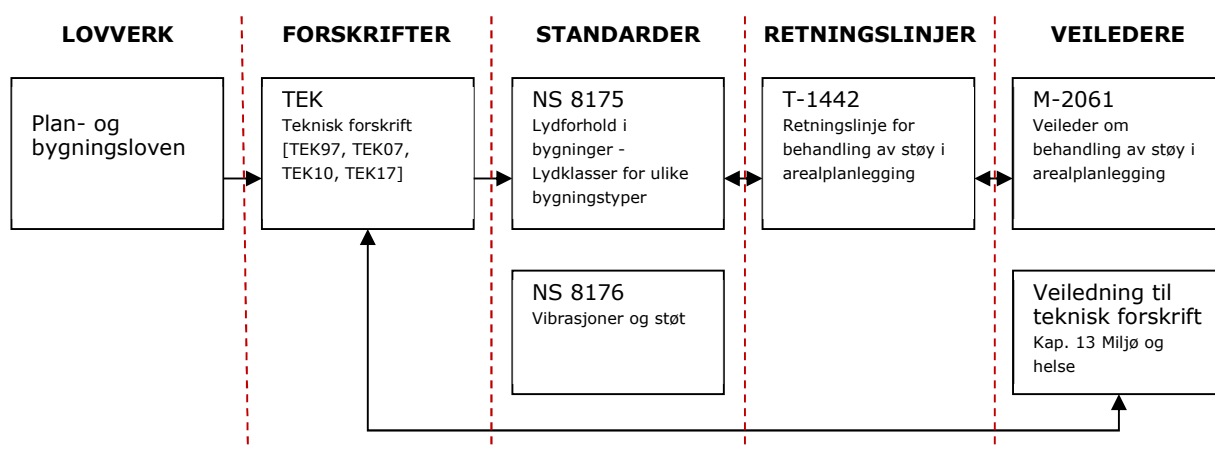 LOVVERK
FORSKRIFTER
STANDARDER
RETNINGSLINJER
VEILEDERE
Plan- og
bygningsloven
TEK
Teknisk forskrift
[TEK97, TEK07,
TEK10, TEK17]
NS 8175
Lydforhold i
bygninger -
Lydklasser for ulike
bygningstyper
T-1442
Retningslinje for
behandling av støy i
arealplanlegging
M-2061
Veileder om
behandling av støy i
arealplanlegging
NS 8176
Vibrasjoner og støt
Veiledning til
teknisk forskrift
Kap. 13 Miljø og
helse